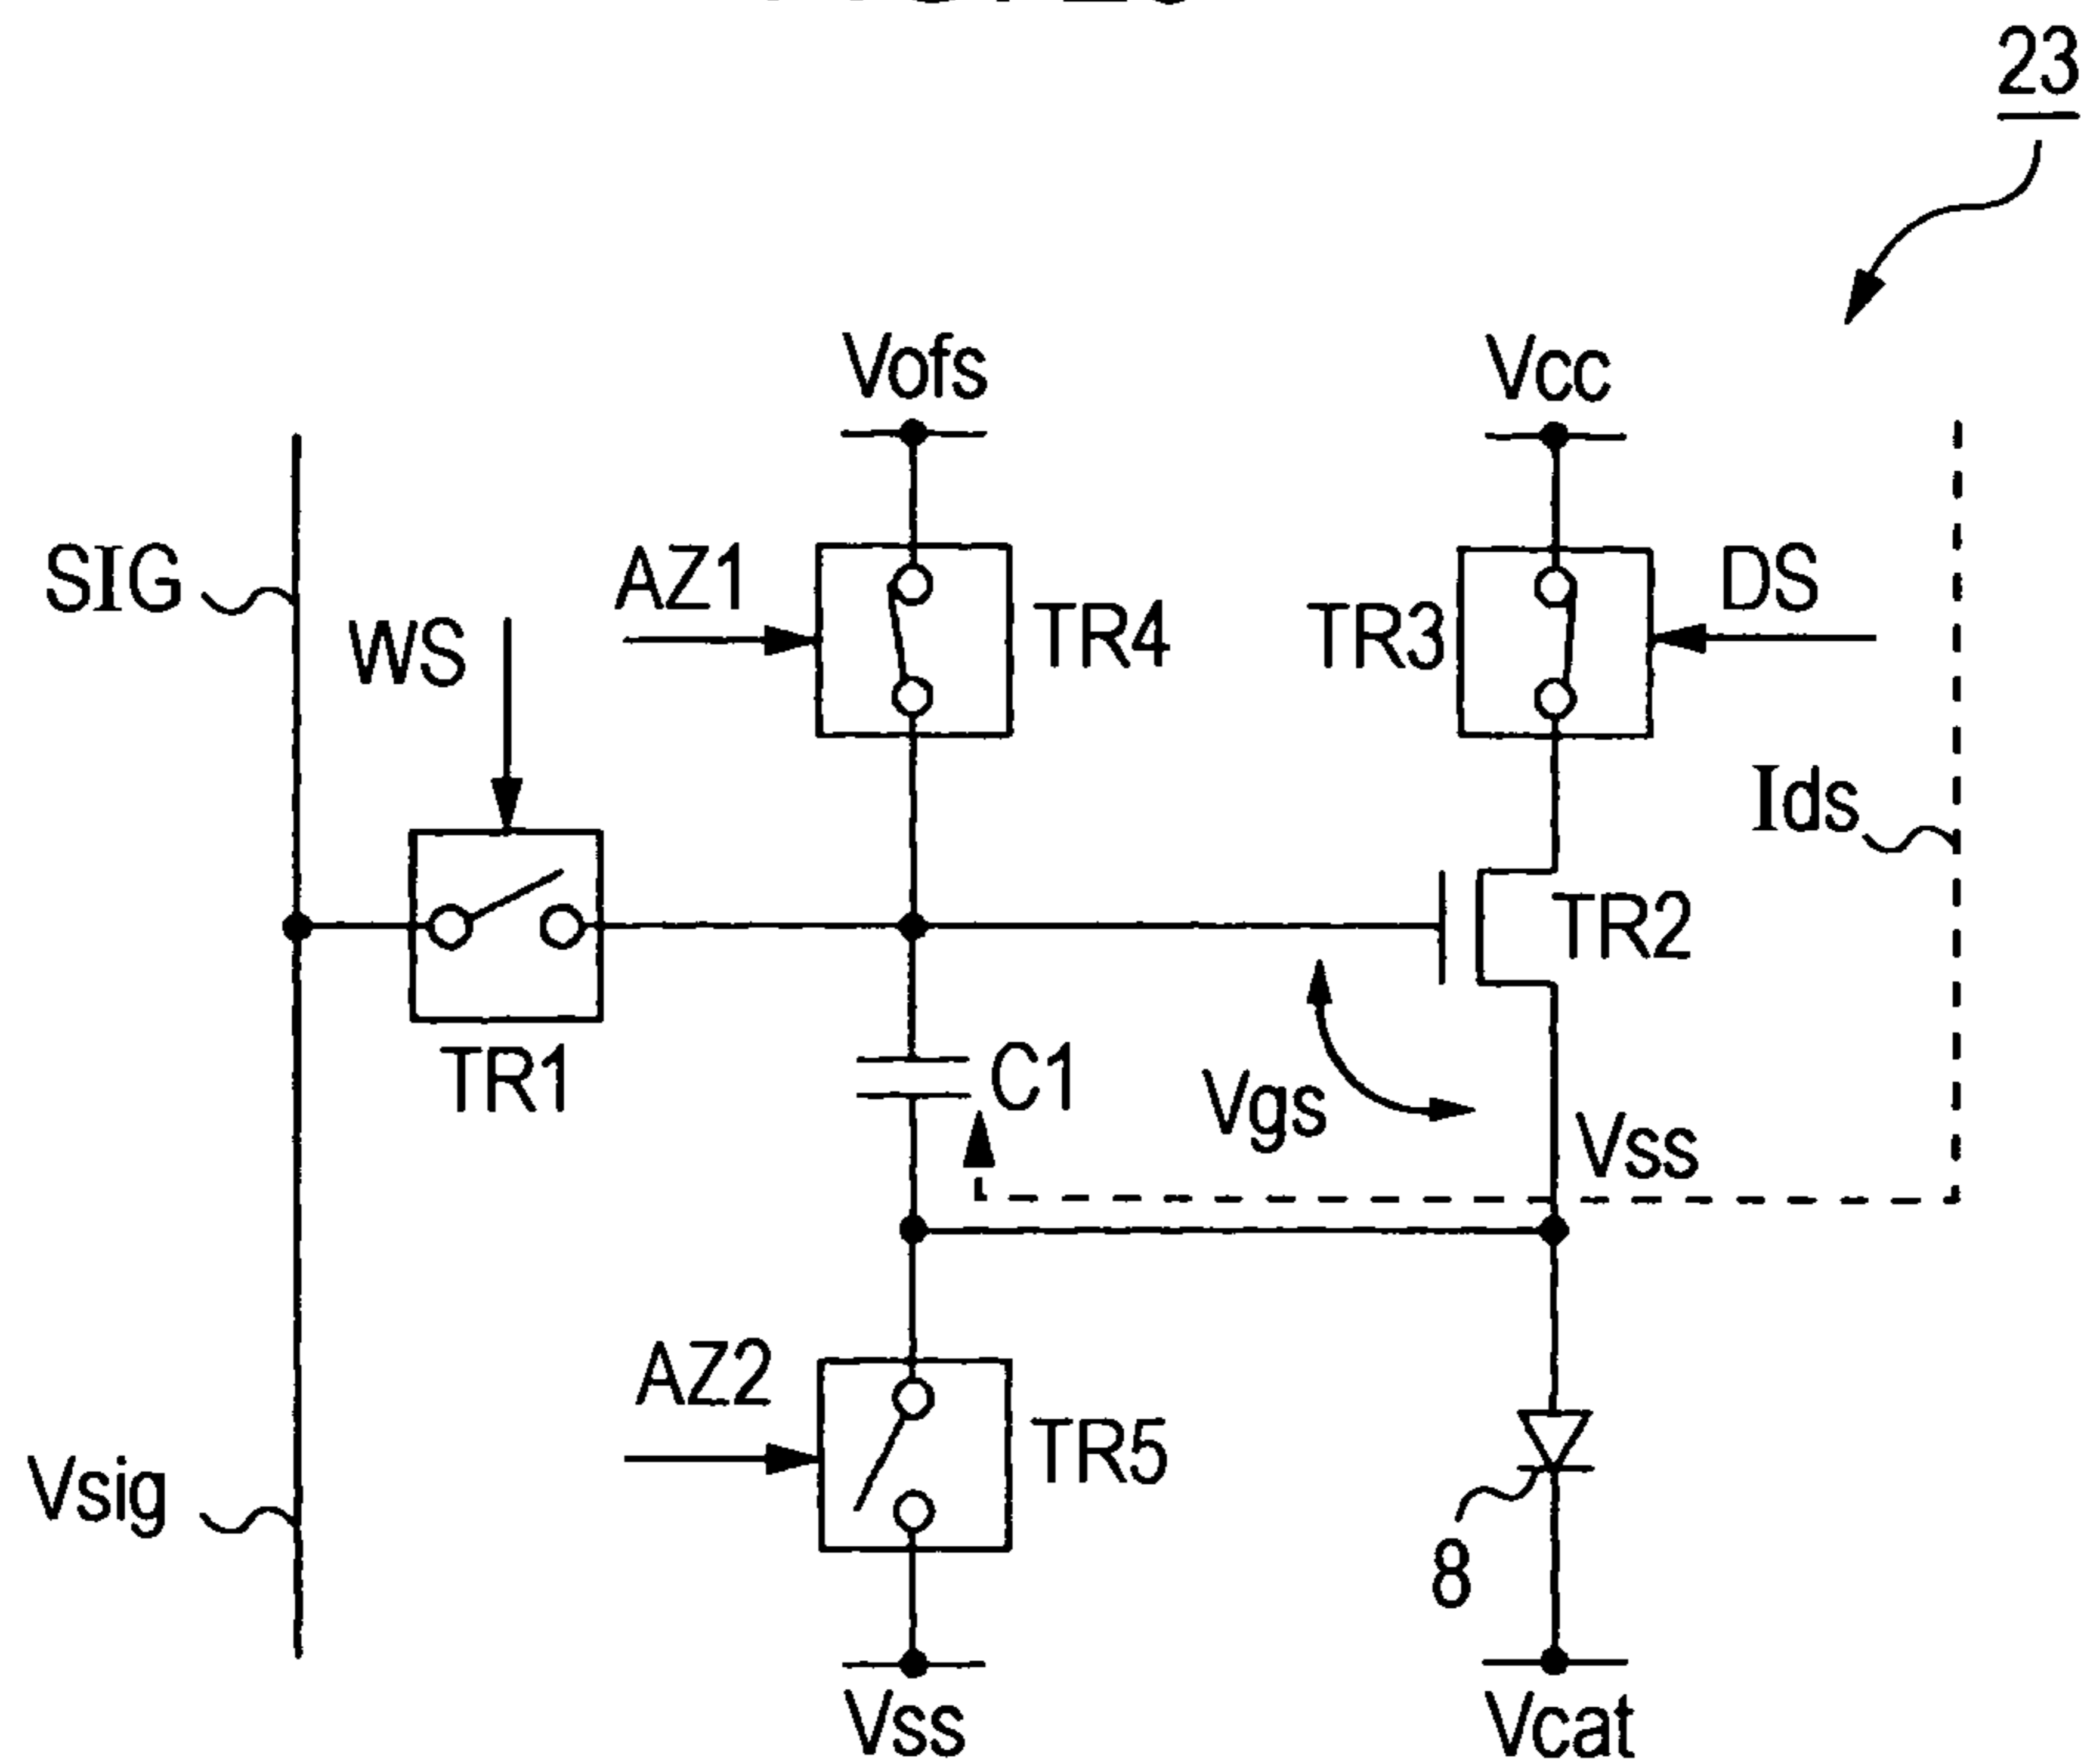 23
Vofs
Vcc
SIG
AZ1
TR4
TR3
DS
WS
Ids
TR2
TR1
C1
Vgs
Vss
AZ2
TR5
Vsig
8
Vss
Vcat